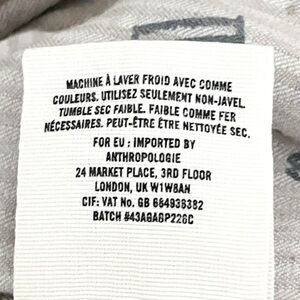 MACHINE À LAVER FROID AVEC COMME
COULEURS. UTILISEZ SEULEMENT NON-JAVEL.
TUMBLE SEC FAIBLE. FAIBLE COMME FER
NÉCESSAIRES. PEUT-ÊTRE ÊTRE NETTOYÉE SEC.
FOR EU : IMPORTED BY
ANTHROPOLOGIE
24 MARKET PLACE, 3RD FLOOR
LONDON, UK W1W8AN
CIF: VAT No. GB 664938382
BATCH